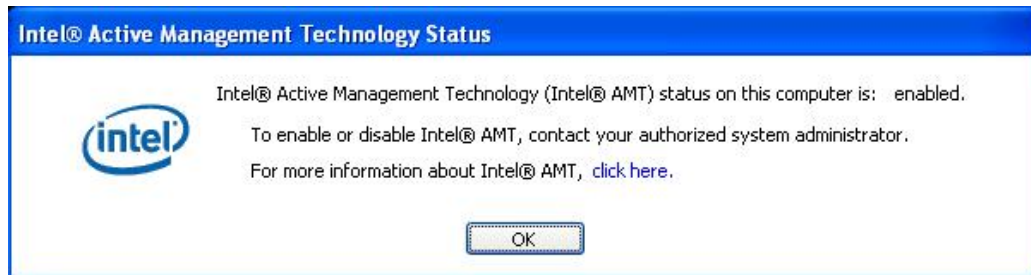 Intel® Active Management Technology Status
Intel® Active Management Technology (Intel® AMT) status on this computer is: enabled.
intel
To enable or disable Intel® AMT, contact your authorized system administrator.
For more information about Intel® AMT, click here.
OK